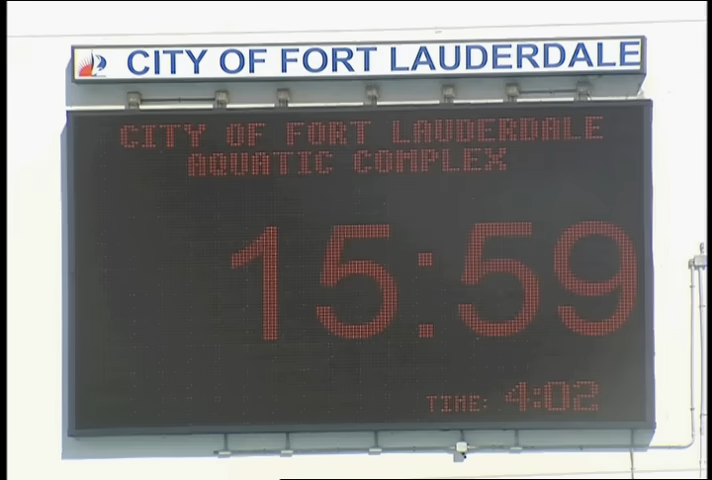 CITY OF FORT LAUDERDALE
CITY OF FORT LAUDERDALE
AQUATIC COMPLEX
15:59
TIME: 4:02